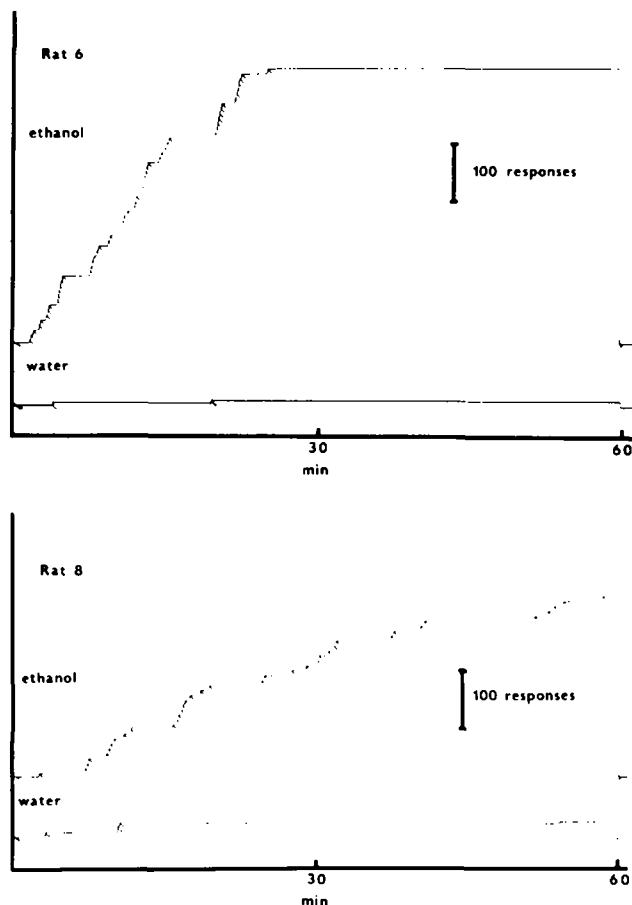 Rat 6
ethanol
100 responses
water
30
60
min
Rat 8
ethanol
100 responses
water
30
60
min